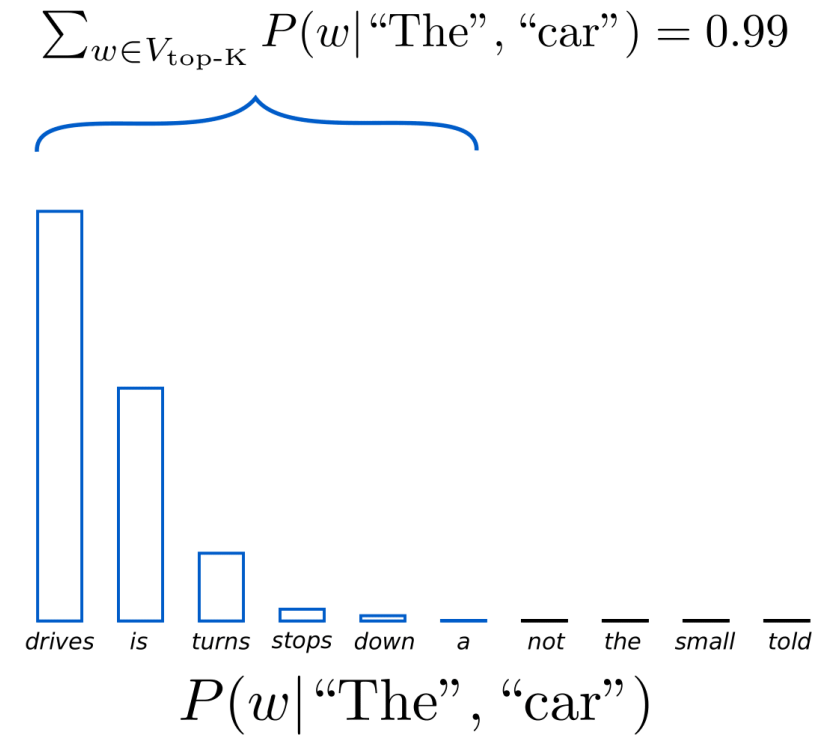 ∑w∈Vtop-K P(w|“The”, “car”) = 0.99
drives is turns stops down a not the small told
P(w|“The”, “car”)